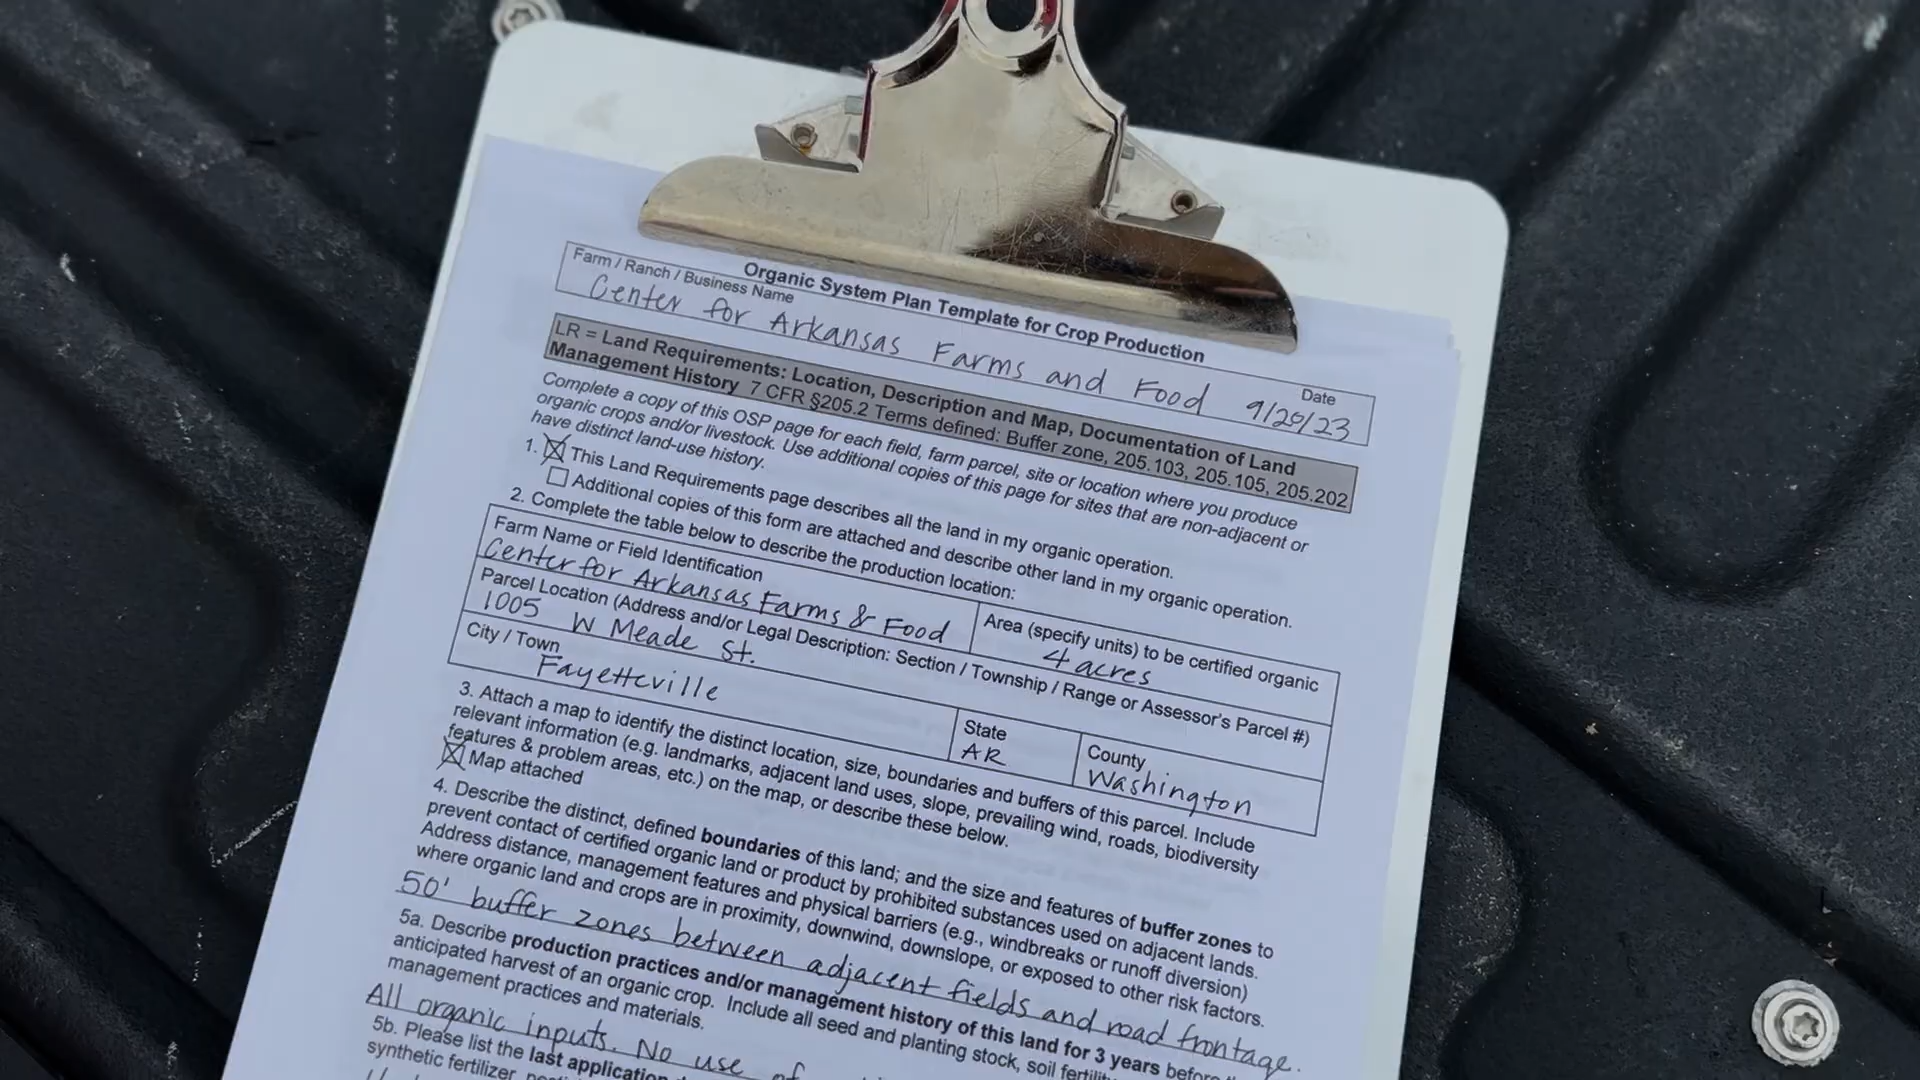 Organic System Plan Template for Crop Production
Farm / Ranch / Business Name
Date
Center for Arkansas Farms and Food 9/20/23
LR = Land Requirements: Location, Description and Map, Documentation of Land
Management History 7 CFR §205.2 Terms defined: Buffer zone, 205.103, 205.105, 205.202
Complete a copy of this OSP page for each field, farm parcel, site or location where you produce
organic crops and/or livestock. Use additional copies of this page for sites that are non-adjacent or
have distinct land-use history.
1. ☒ This Land Requirements page describes all the land in my organic operation.
☐ Additional copies of this form are attached and describe other land in my organic operation.
2. Complete the table below to describe the production location:
Farm Name or Field Identification
Center for Arkansas Farms & Food
Area (specify units) to be certified organic
4 acres
Parcel Location (Address and/or Legal Description: Section / Township / Range or Assessor's Parcel #)
1005 W Meade St.
City / Town
Fayetteville
State
AR
County
Washington
3. Attach a map to identify the distinct location, size, boundaries and buffers of this parcel. Include
relevant information (e.g. landmarks, adjacent land uses, slope, prevailing wind, roads, biodiversity
features & problem areas, etc.) on the map, or describe these below.
☒ Map attached
4. Describe the distinct, defined boundaries of this land; and the size and features of buffer zones to
prevent contact of certified organic land or product by prohibited substances used on adjacent lands.
Address distance, management features and physical barriers (e.g., windbreaks or runoff diversion)
where organic land and crops are in proximity, downwind, downslope, or exposed to other risk factors.
50' buffer zones between adjacent fields and road frontage.
5a. Describe production practices and/or management history of this land for 3 years before
anticipated harvest of an organic crop. Include all seed and planting stock, soil fertility
management practices and materials.
All organic inputs. No use of
5b. Please list the last application
synthetic fertilizer,